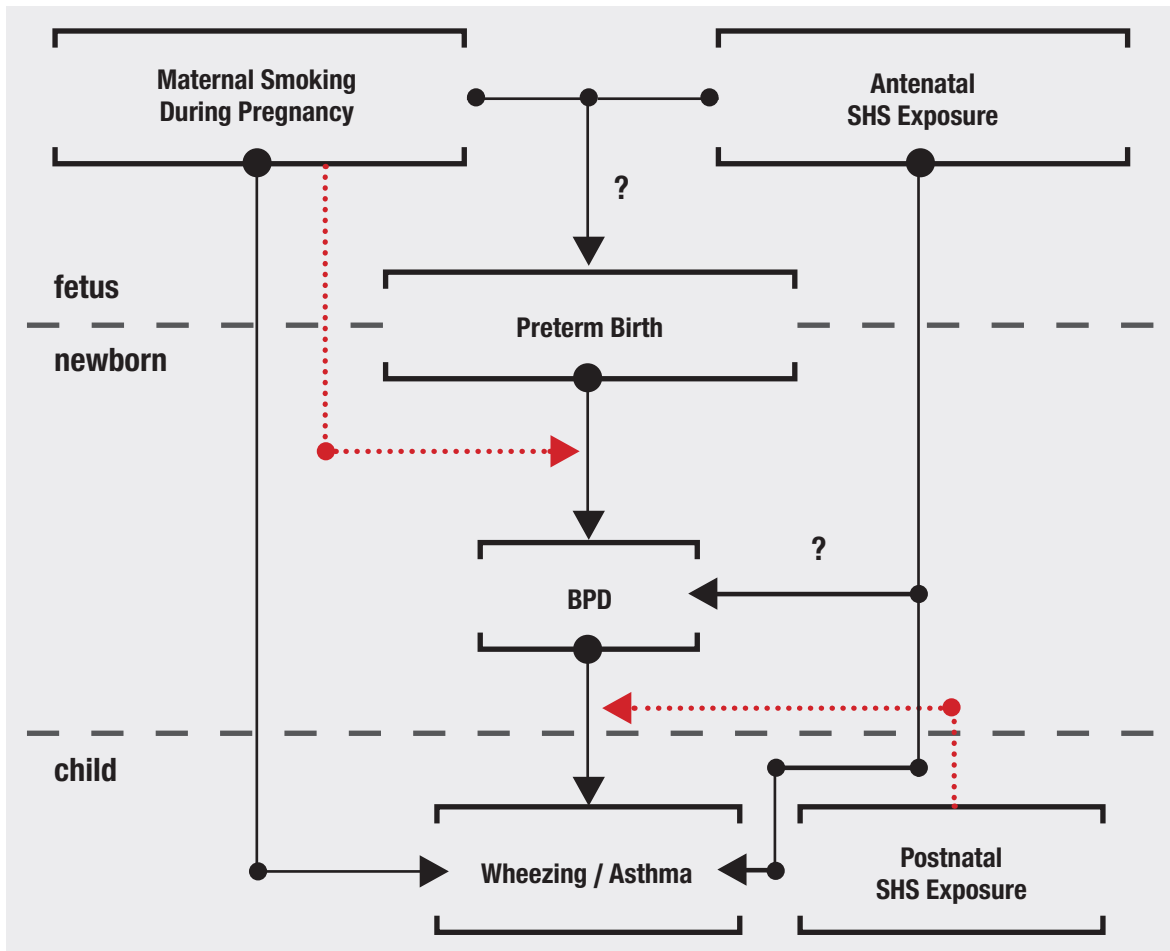 Maternal Smoking
During Pregnancy
Antenatal
SHS Exposure
?
fetus
Preterm Birth
newborn
?
BPD
child
Wheezing / Asthma
Postnatal
SHS Exposure